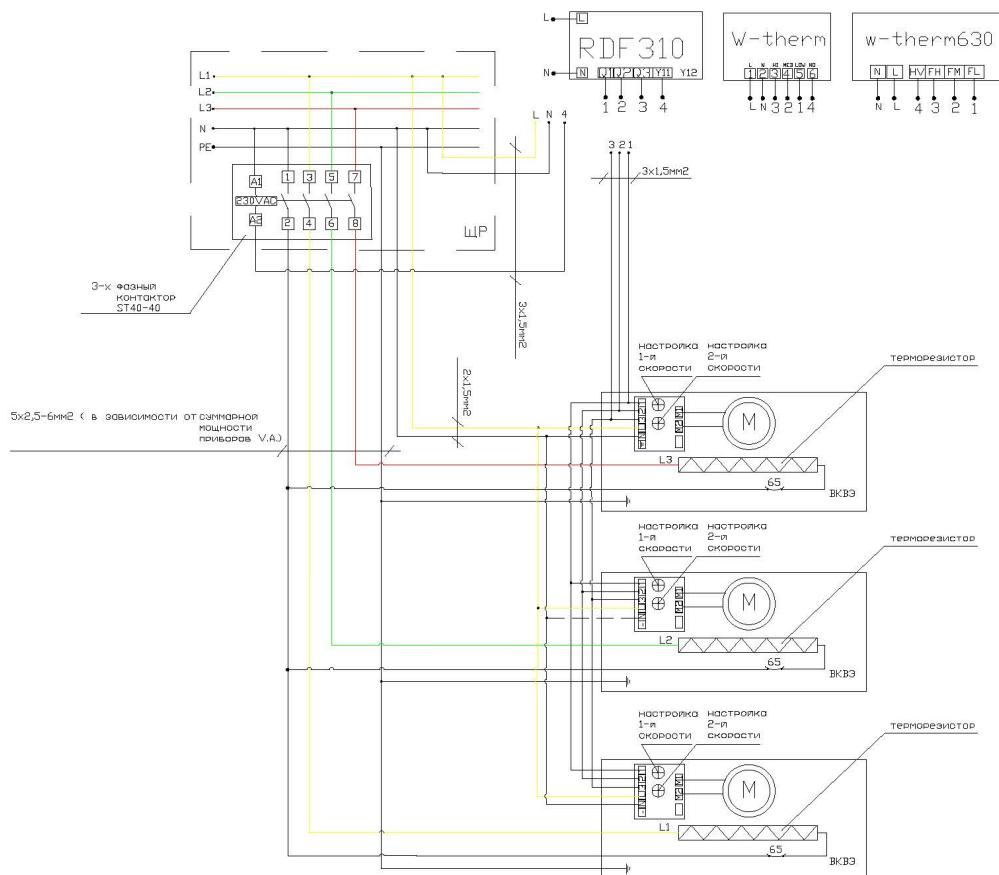 L
L
RDF310
N
N
Q1 Q2 Q3 Y11 Y12
1 2 3 4
W-therm
L N HI MED LOW NO
1 2 3 4 5 6
L N 3 2 1 4
w-therm630
N L HV FH FM FL
N L 4 3 2 1
L1
L2
L3
N
PE
L N 4
3 2 1
3х1,5мм2
A1 1 3 5 7
230VAC
A2 2 4 6 8
ЩР
3-х фазный
контактор
ST40-40
3х1,5мм2
2х1,5мм2
5х2,5-6мм2 ( в зависимости от суммарной
мощности
приборов V.A.)
настройка
1-й
скорости
настройка
2-й
скорости
терморезистор
M
L3
65
ВКВЭ
настройка
1-й
скорости
настройка
2-й
скорости
терморезистор
M
L2
65
ВКВЭ
настройка
1-й
скорости
настройка
2-й
скорости
терморезистор
M
L1
65
ВКВЭ